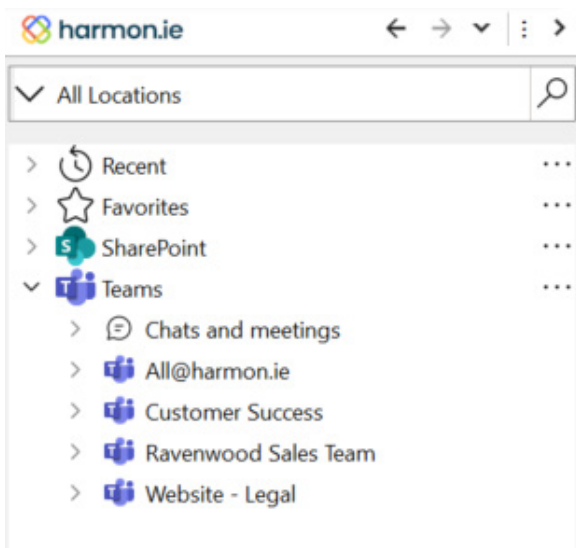 harmon.ie
All Locations
Recent
Favorites
SharePoint
Teams
Chats and meetings
All@harmon.ie
Customer Success
Ravenwood Sales Team
Website - Legal